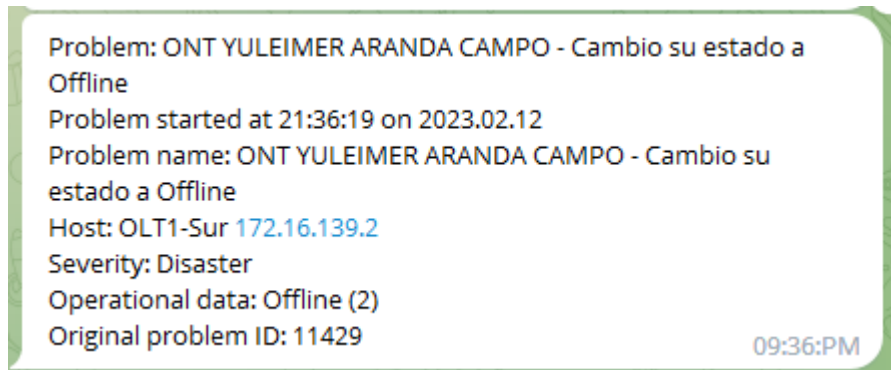 Problem: ONT YULEIMER ARANDA CAMPO - Cambio su estado a
Offline
Problem started at 21:36:19 on 2023.02.12
Problem name: ONT YULEIMER ARANDA CAMPO - Cambio su
estado a Offline
Host: OLT1-Sur 172.16.139.2
Severity: Disaster
Operational data: Offline (2)
Original problem ID: 11429
09:36:PM